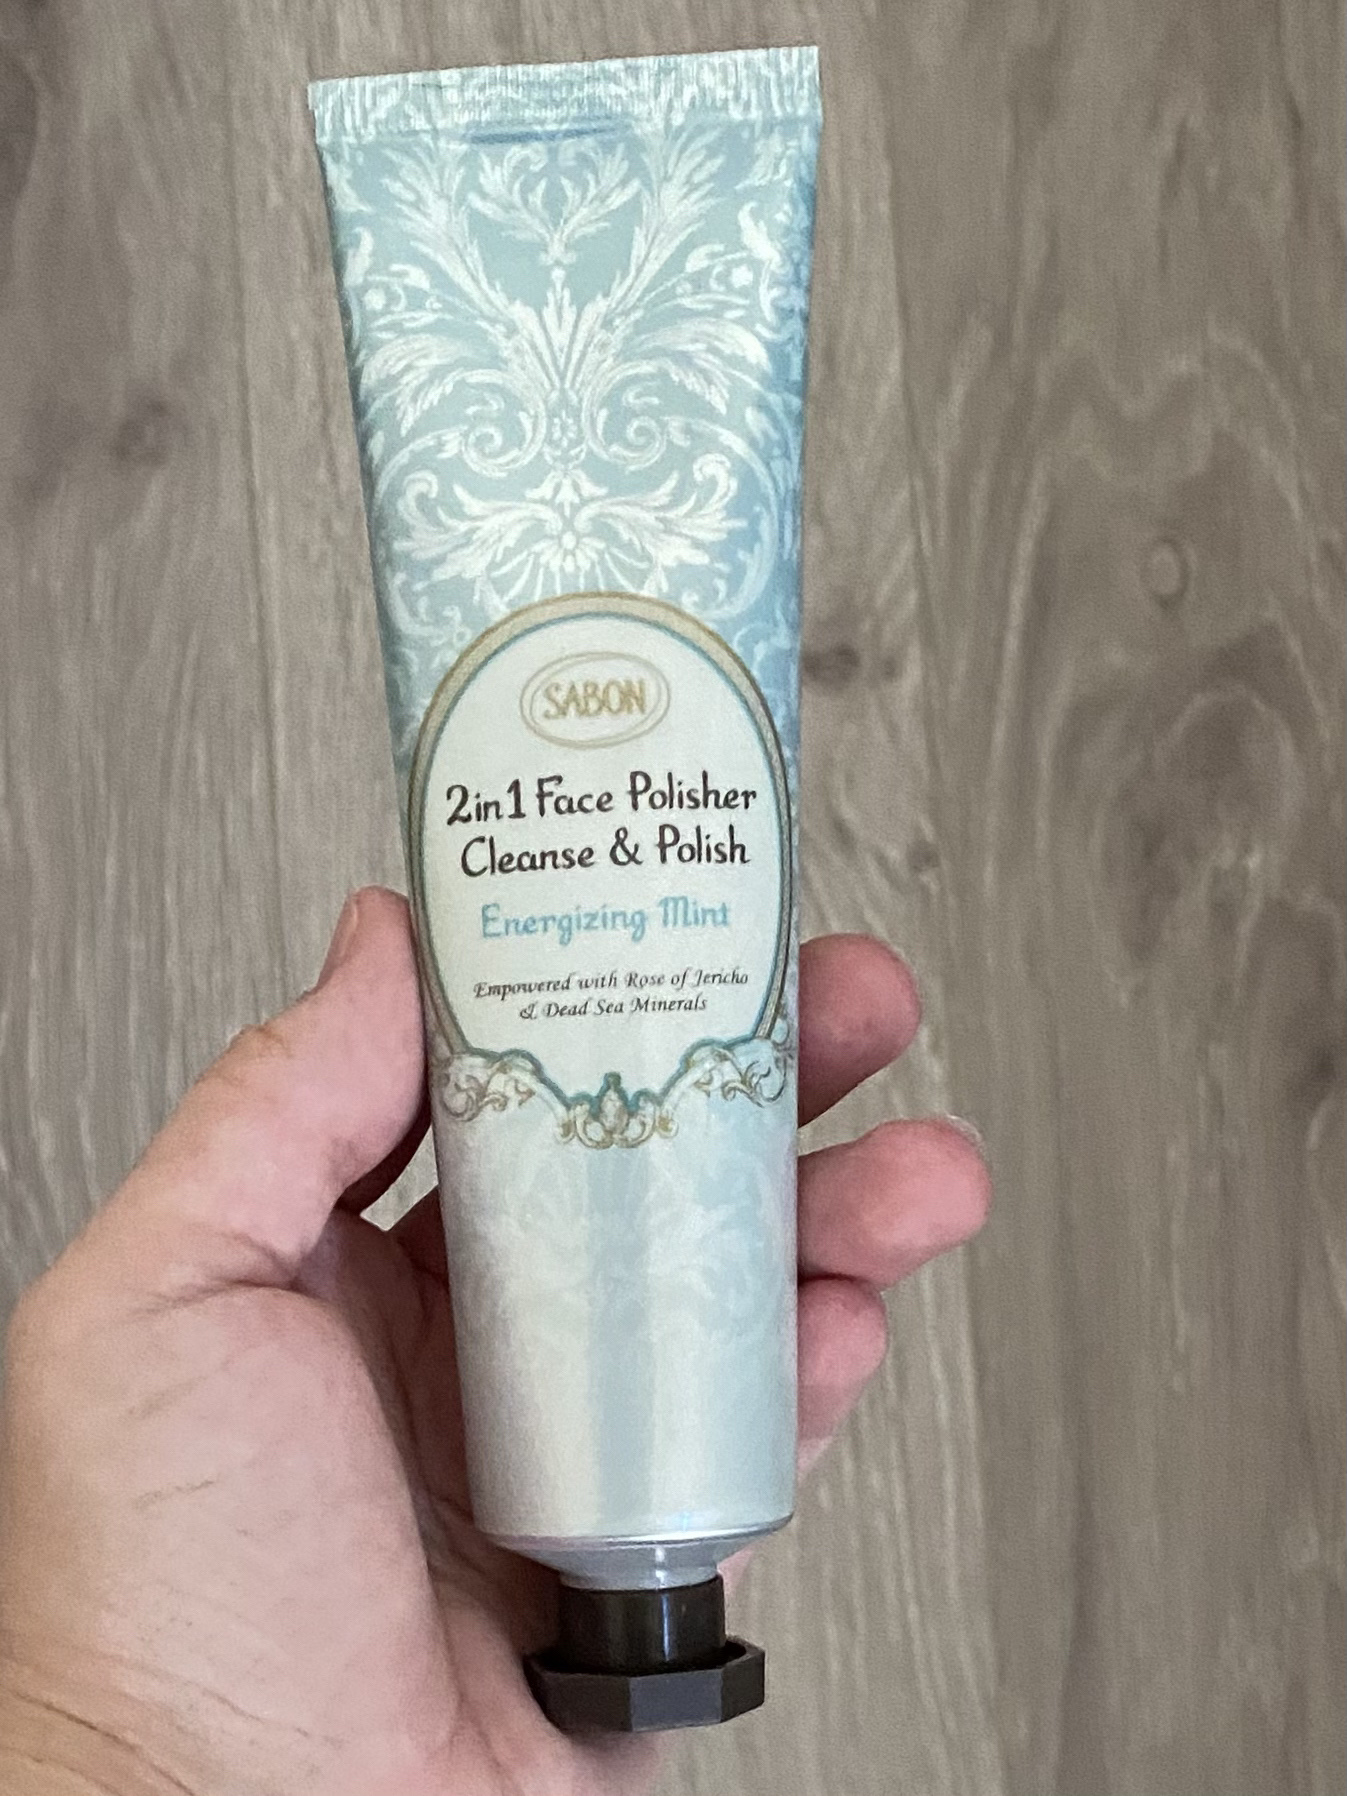 SABON
2in1 Face Polisher
Cleanse & Polish
Energizing Mint
Empowered with Rose of Jericho
& Dead Sea Minerals